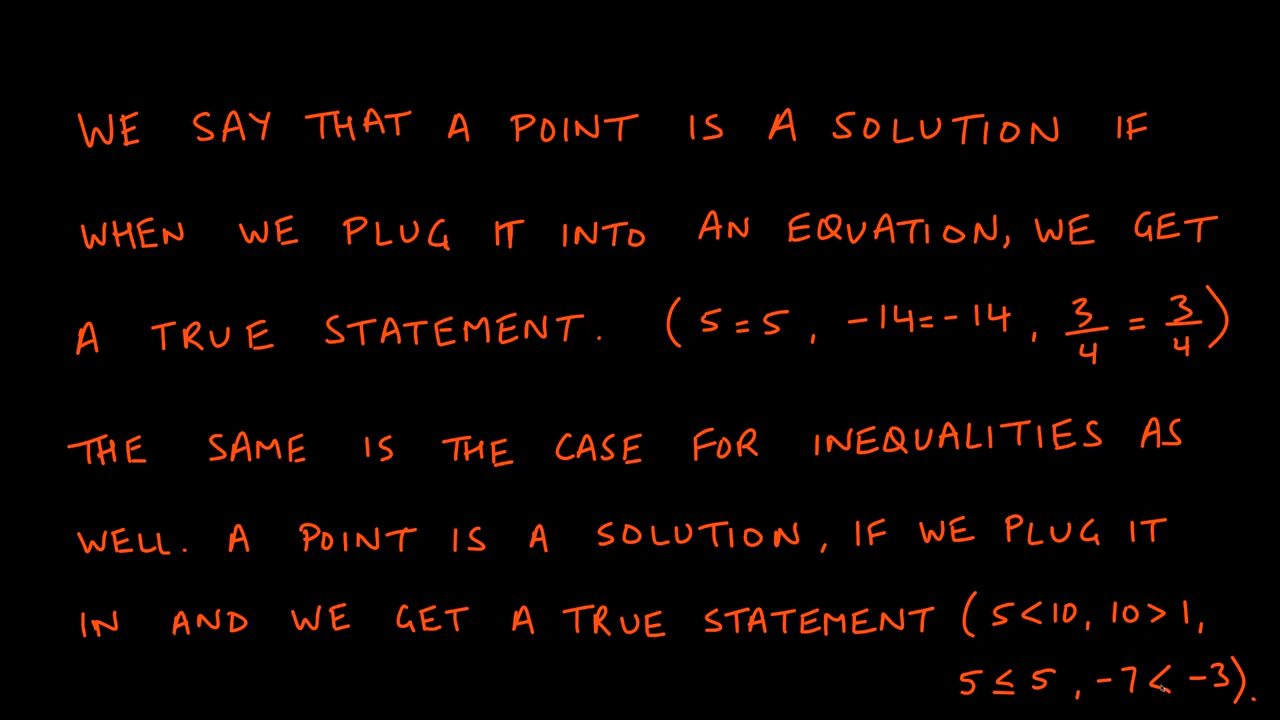 WE SAY THAT A POINT IS A SOLUTION IF
WHEN WE PLUG IT INTO AN EQUATION, WE GET
A TRUE STATEMENT. (5=5, -14=-14, 3/4 = 3/4)
THE SAME IS THE CASE FOR INEQUALITIES AS
WELL. A POINT IS A SOLUTION, IF WE PLUG IT
IN AND WE GET A TRUE STATEMENT (5<10, 10>1,
5≤5, -7<-3).